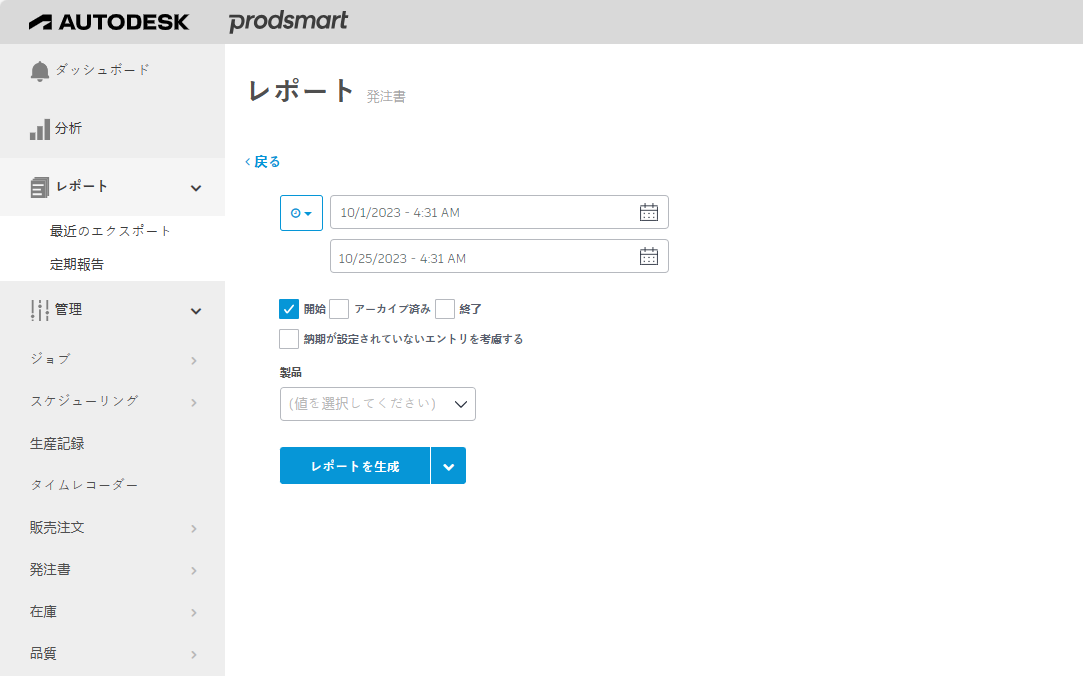 AUTODESK prodsmart
ダッシュボード
分析
レポート
最近のエクスポート
定期報告
管理
ジョブ
スケジューリング
生産記録
タイムレコーダー
販売注文
発注書
在庫
品質
レポート 発注書
‹ 戻る
10/1/2023 - 4:31 AM
10/25/2023 - 4:31 AM
開始 アーカイブ済み 終了
納期が設定されていないエントリを考慮する
製品
(値を選択してください)
レポートを生成